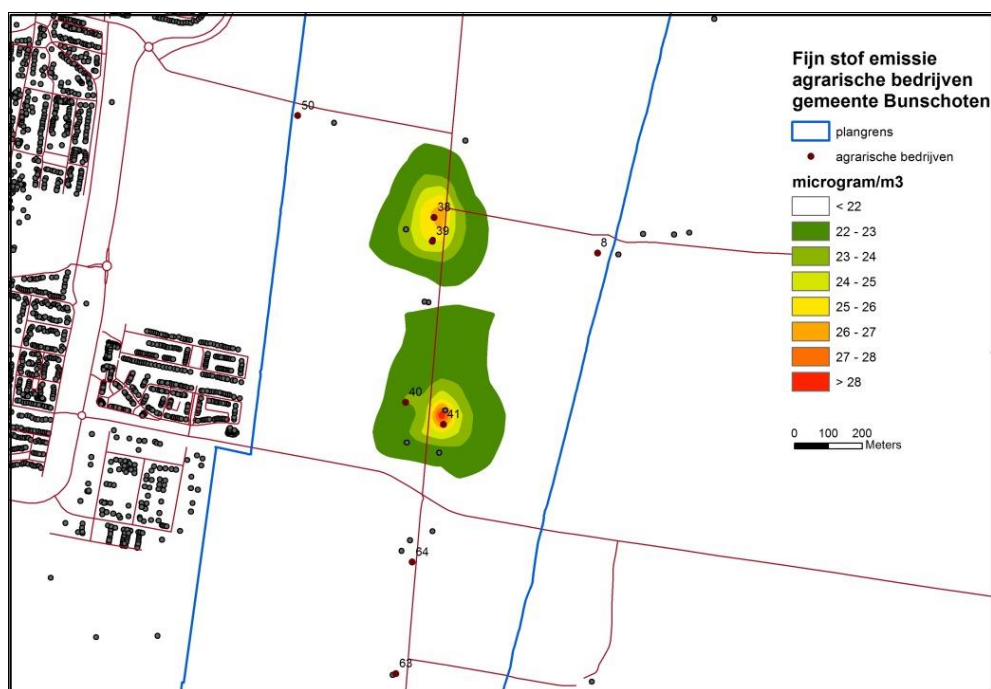 Fijn stof emissie
agrarische bedrijven
gemeente Bunschoten
plangrens
agrarische bedrijven
microgram/m3
< 22
22 - 23
23 - 24
24 - 25
25 - 26
26 - 27
27 - 28
> 28
0 100 200
Meters
50
38
39
8
40
41
64
63